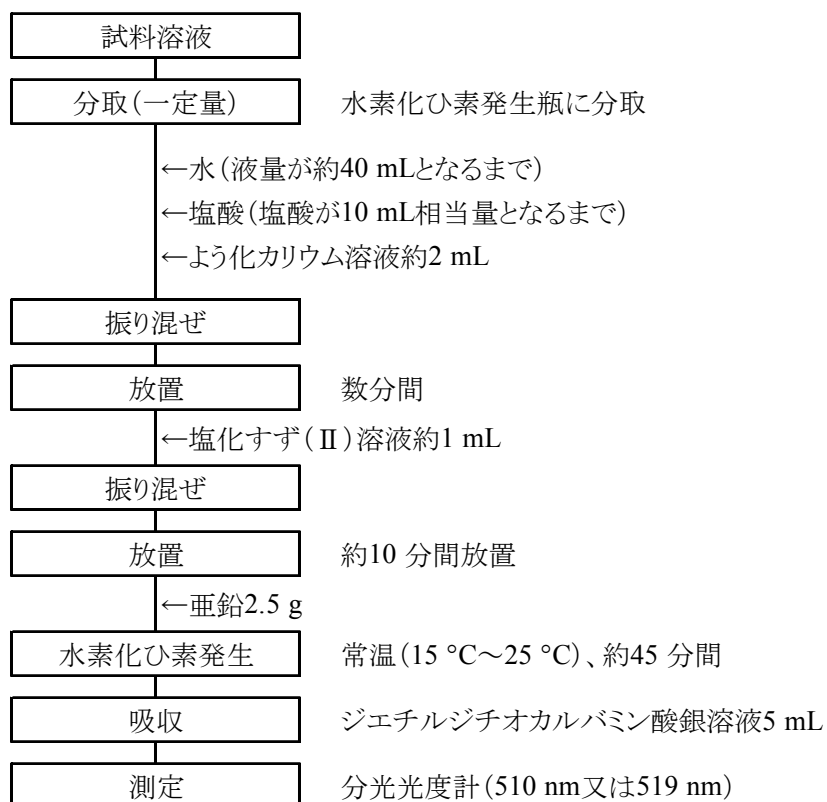 試料溶液
分取(一定量) 水素化ひ素発生瓶に分取
←水(液量が約40 mLとなるまで)
←塩酸(塩酸が10 mL相当量となるまで)
←よう化カリウム溶液約2 mL
振り混ぜ
放置 数分間
←塩化すず(Ⅱ)溶液約1 mL
振り混ぜ
放置 約10 分間放置
←亜鉛2.5 g
水素化ひ素発生 常温(15 °C~25 °C)、約45 分間
吸収 ジエチルジチオカルバミン酸銀溶液5 mL
測定 分光光度計(510 nm又は519 nm)